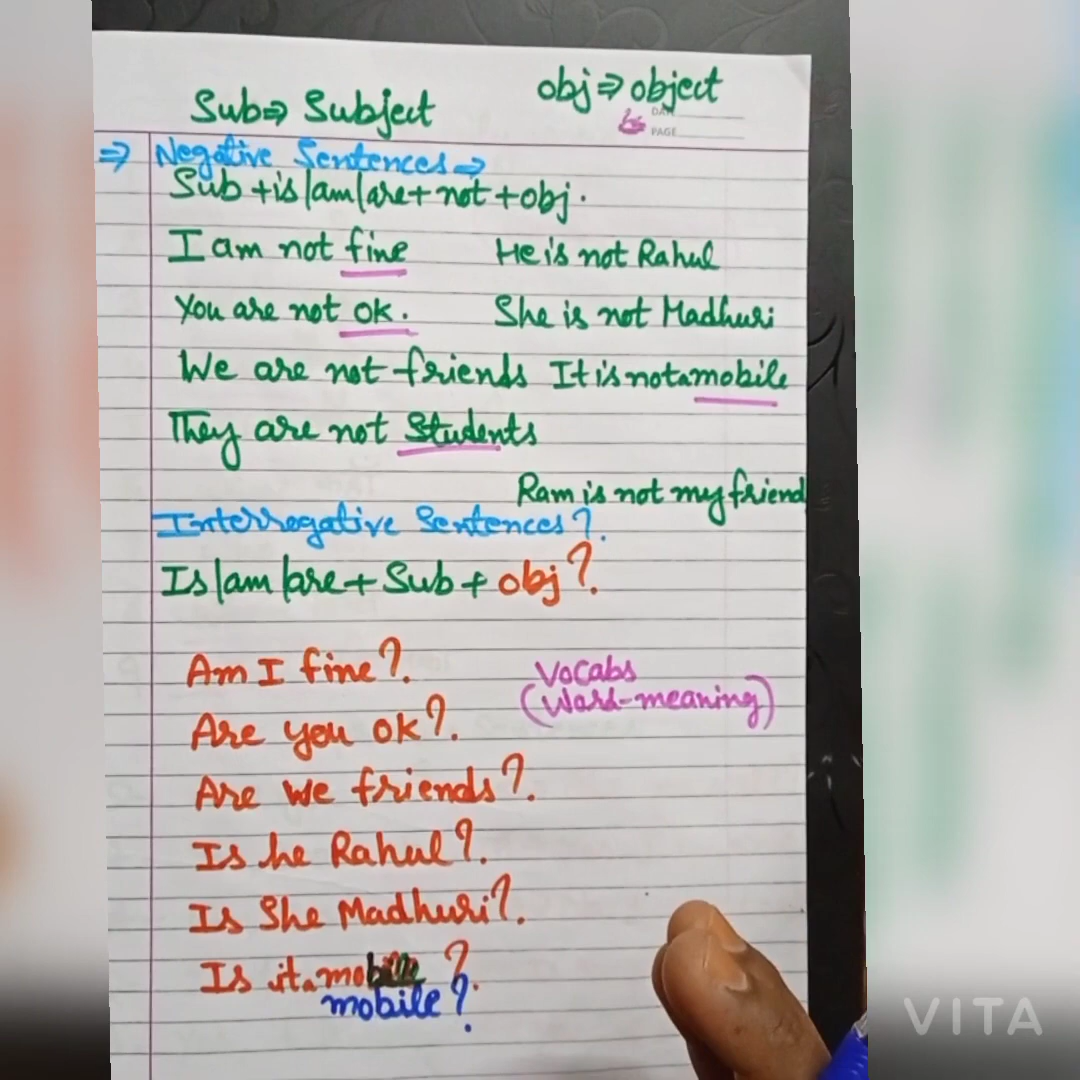 Sub⇒ Subject obj⇒object
DATE
PAGE
⇒ Negative Sentences⇒
Sub+is/am/are+not+obj.
I am not fine He is not Rahul
You are not ok. She is not Madhuri
We are not friends It is not a mobile
They are not Students
Ram is not my friend
Interrogative Sentences?
Is/am/are+Sub+obj?
Am I fine?
Vocabs
(Word-meaning)
Are you ok?
Are we friends?
Is he Rahul?
Is She Madhuri?
Is it a mobile?
mobile?
VITA